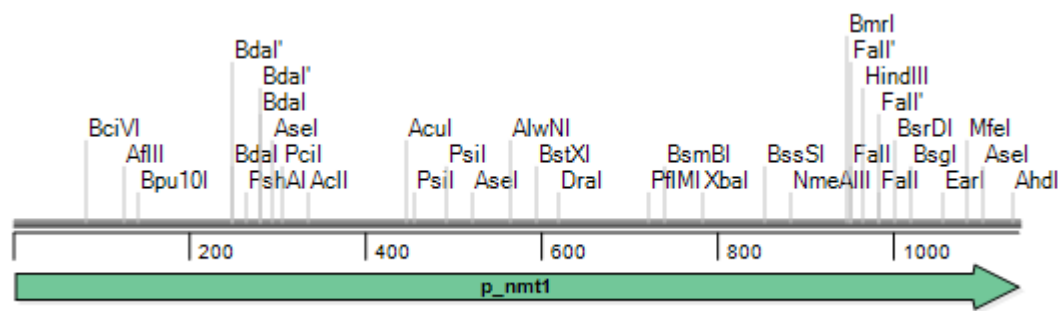 BmrI
BdaI' FalI'
BdaI' HindIII
BdaI FalI'
BciVI AseI AcuI AlwNI BsrDI MfeI
AflII BdaI PciI PsiI BstXI BsmBI BssSI FalI BsgI AseI
Bpu10I PshAI AclI PsiI AseI DraI PflMI XbaI NmeAIII FalI EarI AhdI
200 400 600 800 1000
p_nmt1